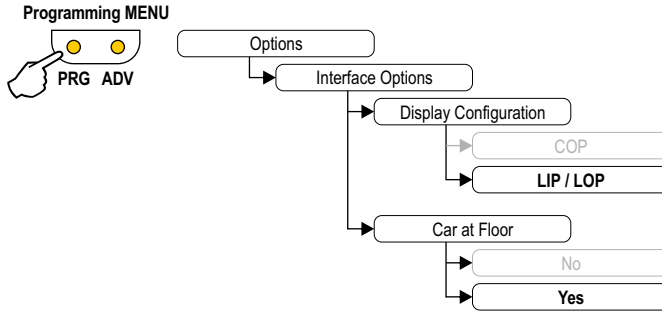 Programming MENU
PRG ADV
Options
Interface Options
Display Configuration
COP
LIP / LOP
Car at Floor
No
Yes